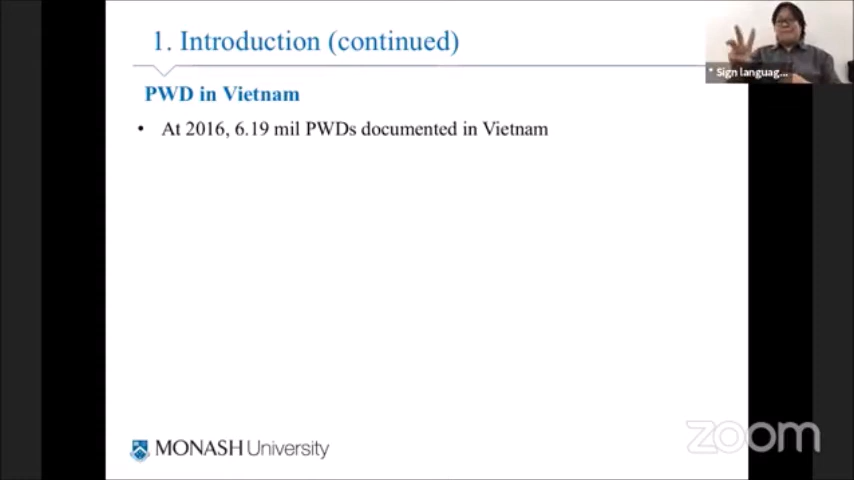 1. Introduction (continued)
* Sign languag...
PWD in Vietnam
• At 2016, 6.19 mil PWDs documented in Vietnam
MONASH University
zoom